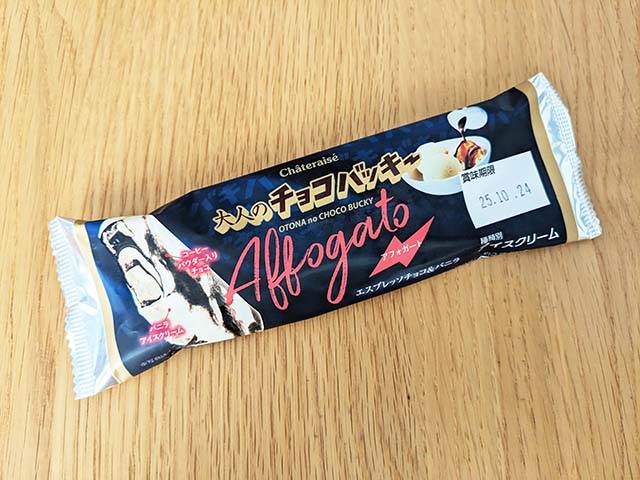 Châteraisé
大人のチョコバッキー
OTONA no CHOCO BUCKY
Affogato
アフォガート
エスプレッソチョコ&バニラ
コーヒー
パウダー入り
チョコ
バニラ
アイスクリーム
賞味期限
25.10.24
種類別
アイスクリーム